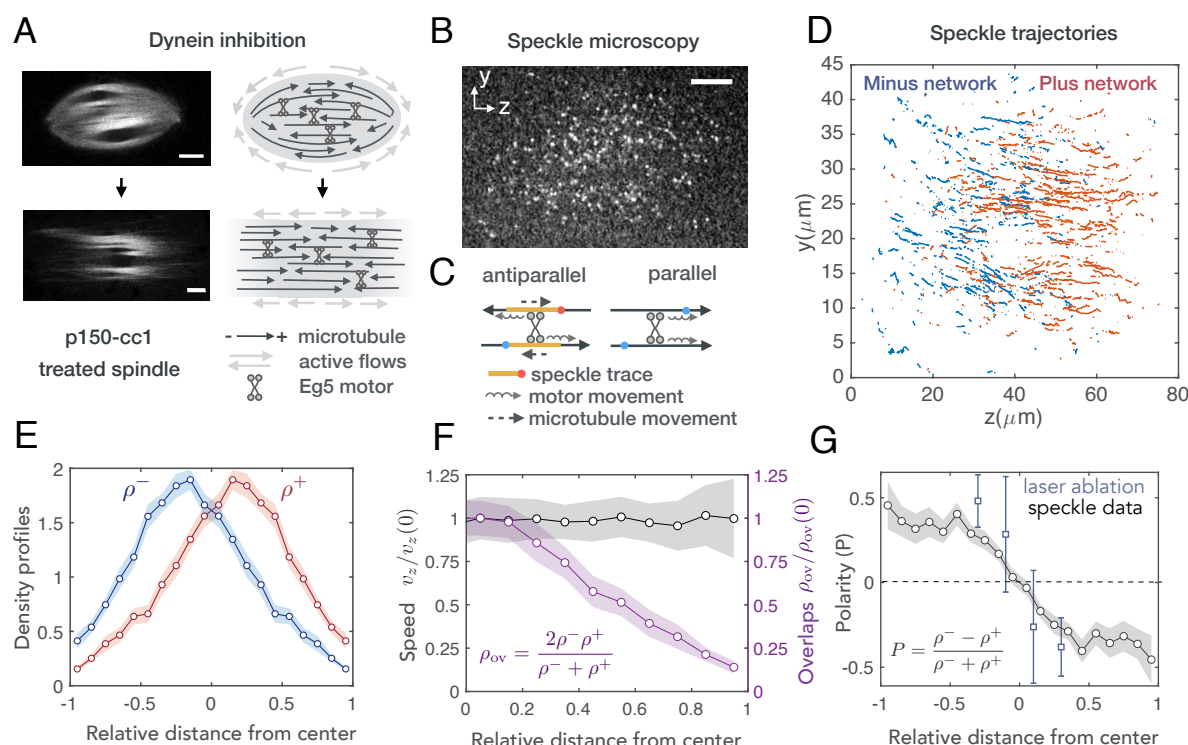 A
Dynein inhibition
p150-cc1
treated spindle
- + microtubule
active flows
Eg5 motor
B
Speckle microscopy
y
z
C
antiparallel
parallel
speckle trace
motor movement
microtubule movement
D
Speckle trajectories
Minus network
Plus network
45
40
35
30
25
20
15
10
5
0
y(μm)
0 20 40 60 80
z(μm)
E
2
1.5
1
0.5
0
Density profiles
ρ⁻
ρ⁺
-1 -0.5 0 0.5 1
Relative distance from center
F
1.25
1
0.75
0.5
0.25
0
Speed v_z/v_z(0)
1.25
1
0.75
0.5
0.25
0
Overlaps ρ_ov/ρ_ov(0)
ρ_ov = 2ρ⁻ρ⁺ / (ρ⁻ + ρ⁺)
0 0.2 0.4 0.6 0.8 1
Relative distance from center
G
0.5
0
-0.5
Polarity (P)
laser ablation
speckle data
P = (ρ⁻ − ρ⁺) / (ρ⁻ + ρ⁺)
-1 -0.5 0 0.5 1
Relative distance from center